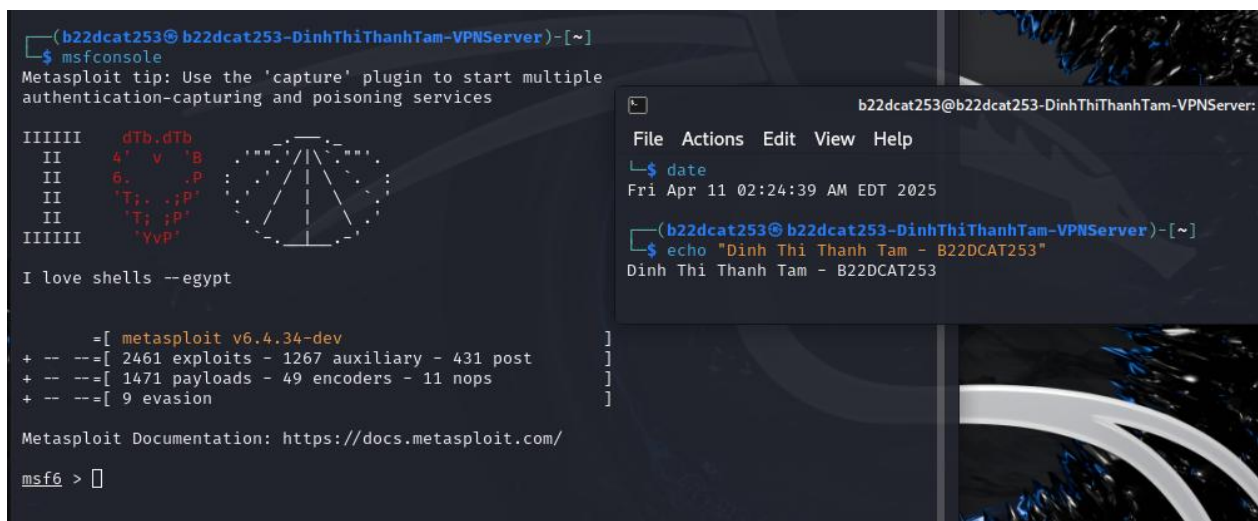 ┌──(b22dcat253㉿b22dcat253-DinhThiThanhTam-VPNServer)-[~]
└─$ msfconsole
Metasploit tip: Use the 'capture' plugin to start multiple
authentication-capturing and poisoning services
IIIIII    dTb.dTb        _.---._
  II     4'  v  'B   .'"".'/|\`.""'.
  II     6.     .P  :  .' / | \ `.  :
  II     'T;. .;P'  '.'  /  |  \  `.'
  II      'T; ;P'    `. /   |   \ .'
IIIIII     'YvP'       `-.__|__.-'
I love shells --egypt
=[ metasploit v6.4.34-dev                          ]
+ -- --=[ 2461 exploits - 1267 auxiliary - 431 post       ]
+ -- --=[ 1471 payloads - 49 encoders - 11 nops           ]
+ -- --=[ 9 evasion                                       ]
Metasploit Documentation: https://docs.metasploit.com/
msf6 >
b22dcat253@b22dcat253-DinhThiThanhTam-VPNServer:
File Actions Edit View Help
└─$ date
Fri Apr 11 02:24:39 AM EDT 2025
┌──(b22dcat253㉿b22dcat253-DinhThiThanhTam-VPNServer)-[~]
└─$ echo "Dinh Thi Thanh Tam - B22DCAT253"
Dinh Thi Thanh Tam - B22DCAT253